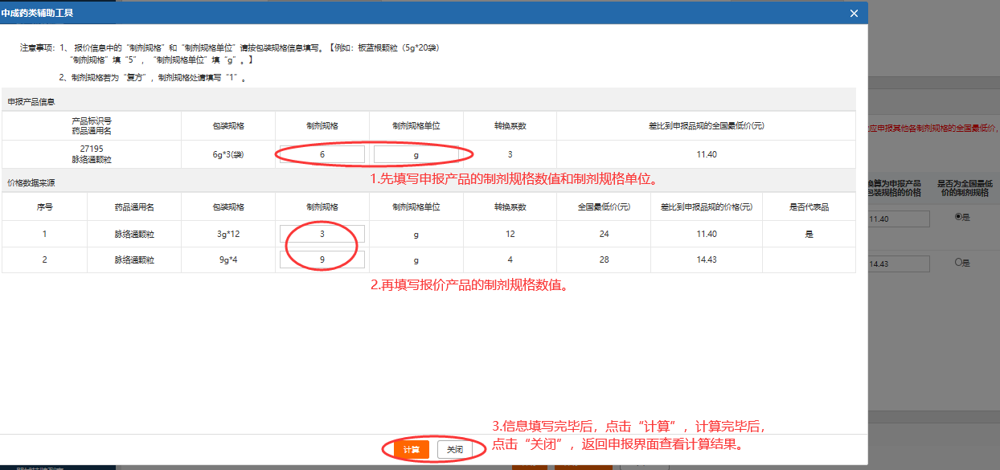 中成药类辅助工具
注意事项：1、 报价信息中的“制剂规格”和“制剂规格单位”请按包装规格信息填写。【例如：板蓝根颗粒（5g*20袋）
“制剂规格”填“5”，“制剂规格单位”填“g”。】
2、制剂规格若为“复方”，制剂规格处请填写“1”。
申报产品信息
产品标识号
药品通用名 包装规格 制剂规格 制剂规格单位 转换系数 差比到申报品规的全国最低价(元)
27195
脉络通颗粒 6g*3(袋) 6 g 3 11.40
1.先填写申报产品的制剂规格数值和制剂规格单位。
价格数据来源
序号 药品通用名 包装规格 制剂规格 制剂规格单位 转换系数 全国最低价(元) 差比到申报品规的价格(元) 是否代表品
1 脉络通颗粒 3g*12 3 g 12 24 11.40 是
2 脉络通颗粒 9g*4 9 g 4 28 14.43
2.再填写报价产品的制剂规格数值。
3.信息填写完毕后，点击“计算”，计算完毕后，
点击“关闭”，返回申报界面查看计算结果。
计算 关闭
应申报其他各制剂规格的全国最低价,
换算为申报产品
包装规格的价格
是否为全国最低
价的制剂规格
11.40 是
14.43 是